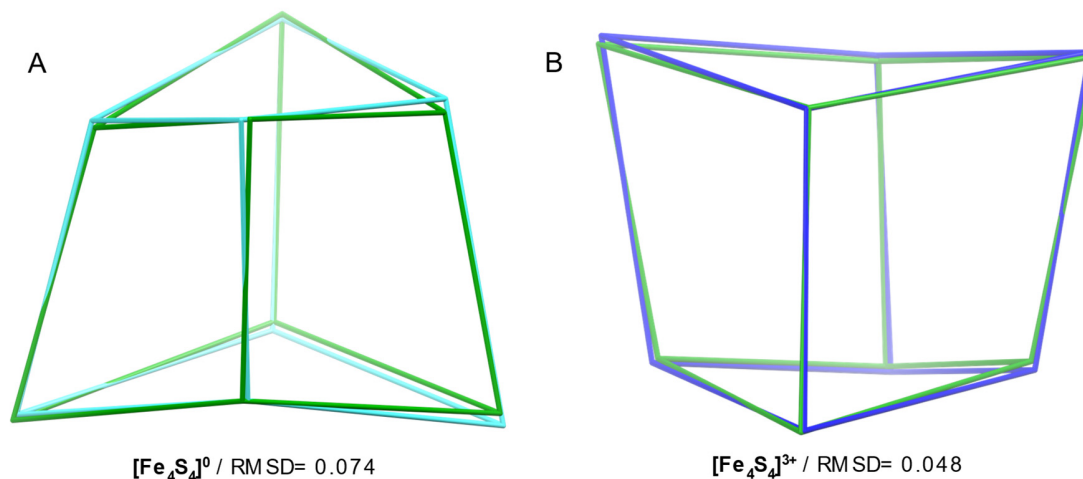 A
B
[Fe₄S₄]⁰ / RMSD= 0.074
[Fe₄S₄]³⁺ / RMSD= 0.048